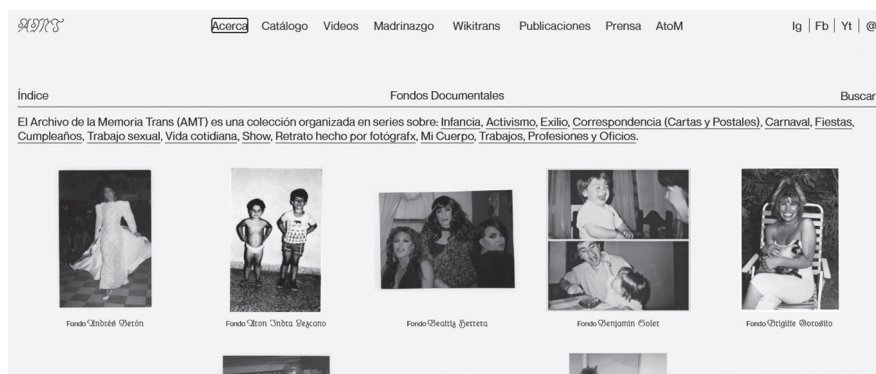 AMT
Acerca Catálogo Videos Madrinazgo Wikitrans Publicaciones Prensa AtoM Ig | Fb | Yt | @
Índice Fondos Documentales Buscar
El Archivo de la Memoria Trans (AMT) es una colección organizada en series sobre: Infancia, Activismo, Exilio, Correspondencia (Cartas y Postales), Carnaval, Fiestas,
Cumpleaños, Trabajo sexual, Vida cotidiana, Show, Retrato hecho por fotógrafx, Mi Cuerpo, Trabajos, Profesiones y Oficios.
Fondo Andrés Berón Fondo Aton Indra Lezcano Fondo Beatriz Herrera Fondo Benjamin Soler Fondo Brigitte Gorosito